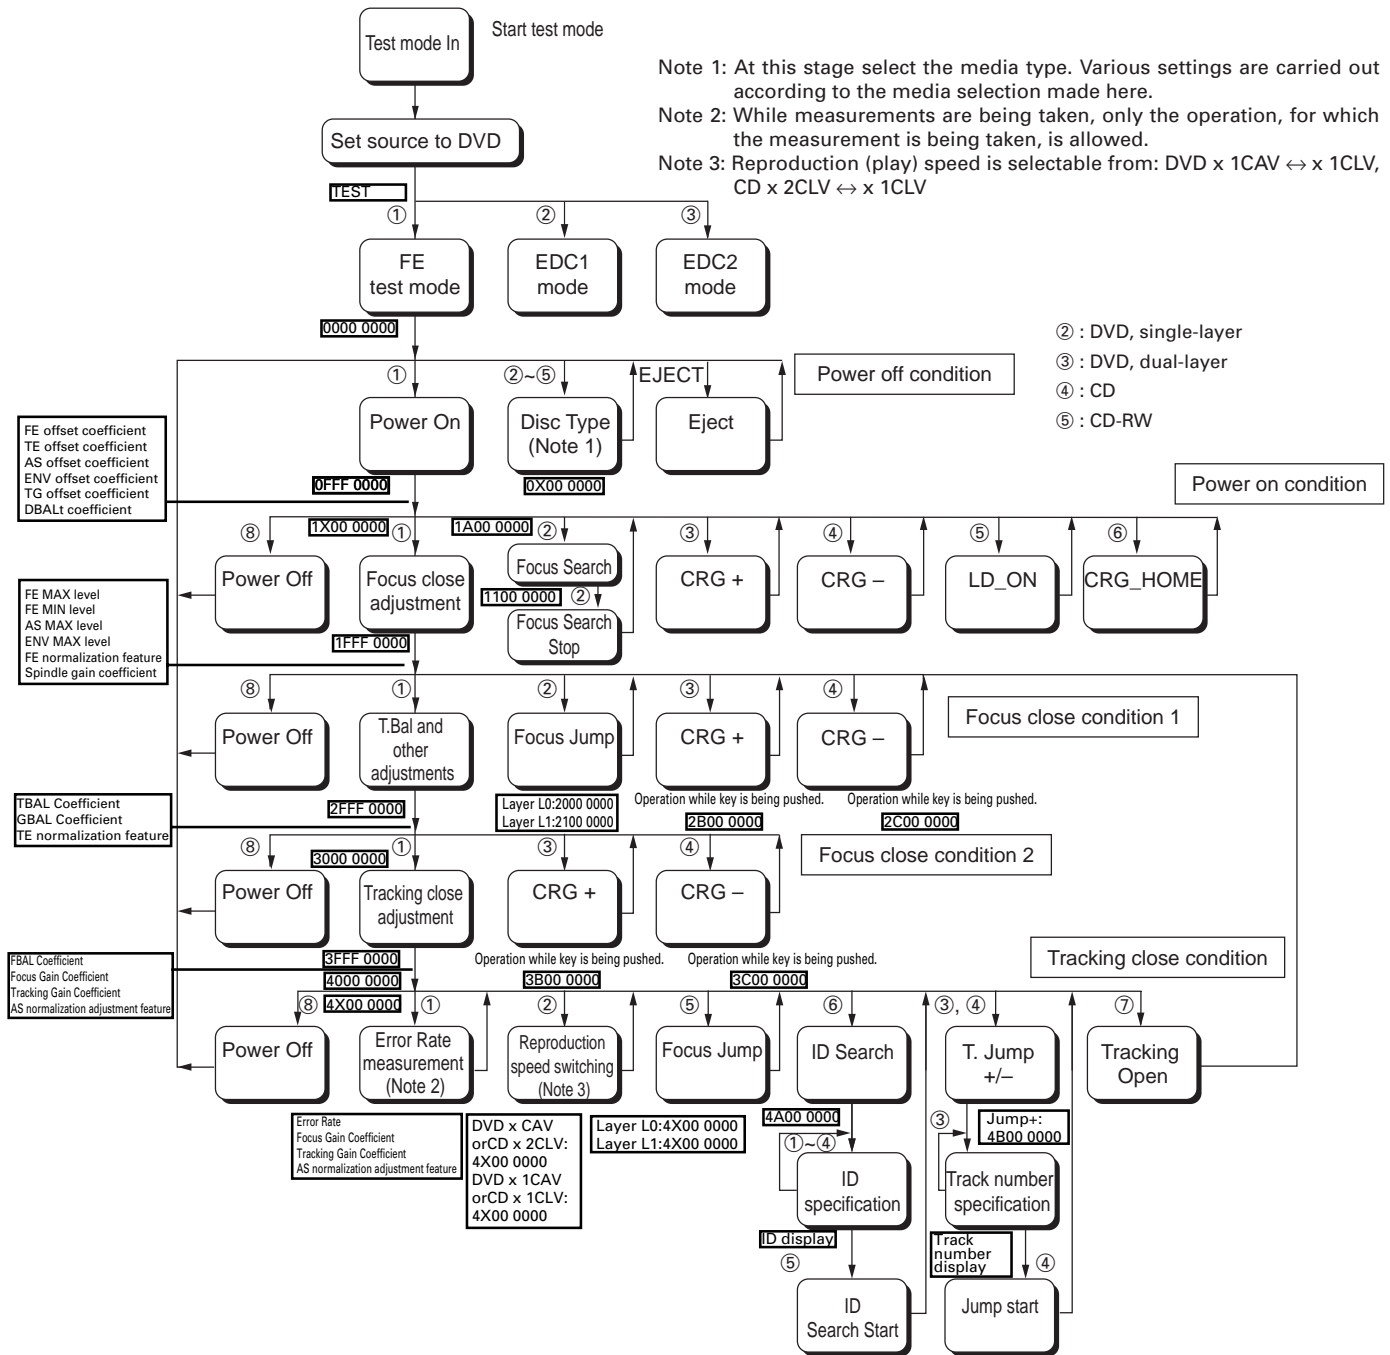 Test mode In
Start test mode
Note 1: At this stage select the media type. Various settings are carried out
according to the media selection made here.
Note 2: While measurements are being taken, only the operation, for which
the measurement is being taken, is allowed.
Note 3: Reproduction (play) speed is selectable from: DVD x 1CAV ↔ x 1CLV,
CD x 2CLV ↔ x 1CLV
Set source to DVD
TEST
① ② ③
FE
test mode
EDC1
mode
EDC2
mode
0000 0000
② : DVD, single-layer
③ : DVD, dual-layer
④ : CD
⑤ : CD-RW
① ②~⑤ EJECT
Power off condition
Power On
Disc Type
(Note 1)
Eject
FE offset coefficient
TE offset coefficient
AS offset coefficient
ENV offset coefficient
TG offset coefficient
DBALt coefficient
0FFF 0000
0X00 0000
Power on condition
⑧ 1X00 0000 ① 1A00 0000 ② ③ ④ ⑤ ⑥
Power Off
Focus close
adjustment
Focus Search
1100 0000 ②
Focus Search
Stop
CRG +
CRG –
LD_ON
CRG_HOME
FE MAX level
FE MIN level
AS MAX level
ENV MAX level
FE normalization feature
Spindle gain coefficient
1FFF 0000
⑧ ① ② ③ ④
Focus close condition 1
Power Off
T.Bal and
other
adjustments
Focus Jump
CRG +
CRG –
TBAL Coefficient
GBAL Coefficient
TE normalization feature
2FFF 0000
Layer L0:2000 0000
Layer L1:2100 0000
Operation while key is being pushed.
2B00 0000
Operation while key is being pushed.
2C00 0000
⑧ 3000 0000 ① ③ ④
Focus close condition 2
Power Off
Tracking close
adjustment
CRG +
CRG –
FBAL Coefficient
Focus Gain Coefficient
Tracking Gain Coefficient
AS normalization adjustment feature
3FFF 0000
4000 0000
Operation while key is being pushed.
3B00 0000
Operation while key is being pushed.
3C00 0000
Tracking close condition
⑧ 4X00 0000 ① ② ⑤ ⑥ ③, ④ ⑦
Power Off
Error Rate
measurement
(Note 2)
Reproduction
speed switching
(Note 3)
Focus Jump
ID Search
T. Jump
+/–
Tracking
Open
Error Rate
Focus Gain Coefficient
Tracking Gain Coefficient
AS normalization adjustment feature
DVD x CAV
orCD x 2CLV:
4X00 0000
DVD x 1CAV
orCD x 1CLV:
4X00 0000
Layer L0:4X00 0000
Layer L1:4X00 0000
4A00 0000
①~④
ID
specification
③
Jump+:
4B00 0000
Track number
specification
ID display
⑤
Track
number
display
④
ID
Search Start
Jump start